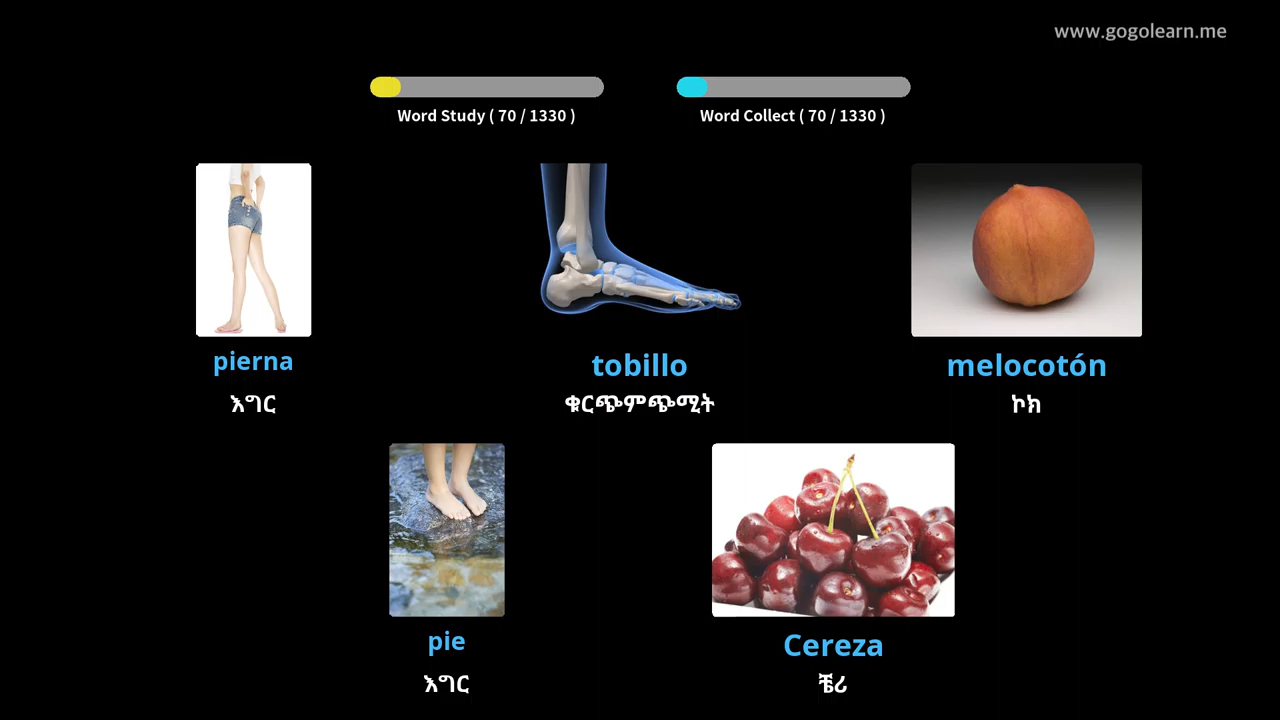 www.gogolearn.me
Word Study ( 70 / 1330 )
Word Collect ( 70 / 1330 )
pierna
እግር
tobillo
ቁርጭምጭሚት
melocotón
ኮክ
pie
እግር
Cereza
ቼሪ